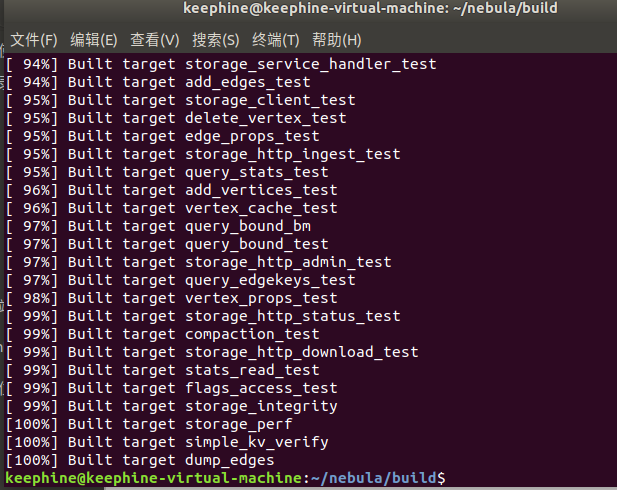 keephine@keephine-virtual-machine: ~/nebula/build
文件(F) 编辑(E) 查看(V) 搜索(S) 终端(T) 帮助(H)
[ 94%] Built target storage_service_handler_test
[ 94%] Built target add_edges_test
[ 95%] Built target storage_client_test
[ 95%] Built target delete_vertex_test
[ 95%] Built target edge_props_test
[ 95%] Built target storage_http_ingest_test
[ 95%] Built target query_stats_test
[ 96%] Built target add_vertices_test
[ 96%] Built target vertex_cache_test
[ 97%] Built target query_bound_bm
[ 97%] Built target query_bound_test
[ 97%] Built target storage_http_admin_test
[ 97%] Built target query_edgekeys_test
[ 98%] Built target vertex_props_test
[ 99%] Built target storage_http_status_test
[ 99%] Built target compaction_test
[ 99%] Built target storage_http_download_test
[ 99%] Built target stats_read_test
[ 99%] Built target flags_access_test
[ 99%] Built target storage_integrity
[100%] Built target storage_perf
[100%] Built target simple_kv_verify
[100%] Built target dump_edges
keephine@keephine-virtual-machine:~/nebula/build$